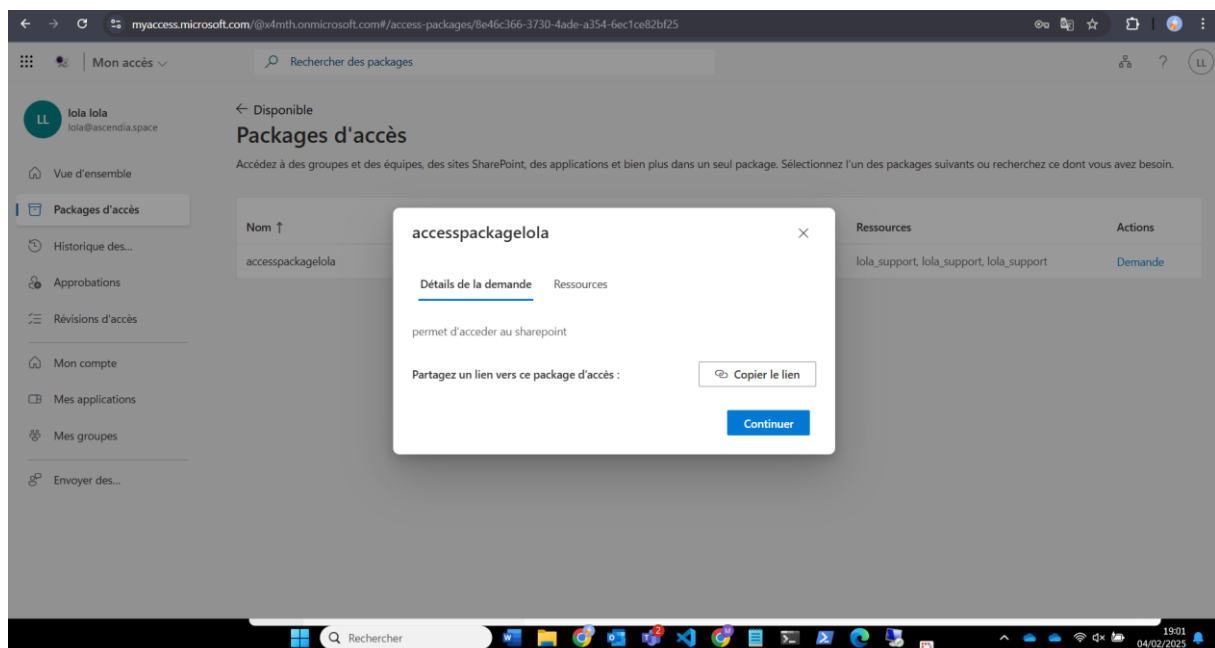 myaccess.microsoft.com/@x4mth.onmicrosoft.com#/access-packages/8e46c366-3730-4ade-a354-6ec1ce82bf25
Mon accès
Rechercher des packages
LL
LL
lola lola
lola@ascendia.space
Vue d'ensemble
Packages d'accès
Historique des...
Approbations
Révisions d'accès
Mon compte
Mes applications
Mes groupes
Envoyer des...
← Disponible
Packages d'accès
Accédez à des groupes et des équipes, des sites SharePoint, des applications et bien plus dans un seul package. Sélectionnez l'un des packages suivants ou recherchez ce dont vous avez besoin.
Nom ↑ Ressources Actions
accesspackagelola lola_support, lola_support, lola_support Demande
accesspackagelola
Détails de la demande Ressources
permet d'acceder au sharepoint
Partagez un lien vers ce package d'accès : Copier le lien
Continuer
Rechercher
2
19:01
04/02/2025